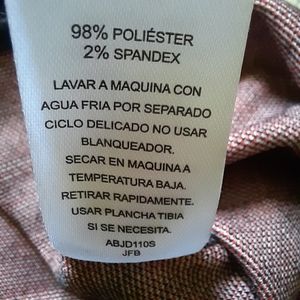 98% POLIÉSTER
2% SPANDEX
LAVAR A MAQUINA CON
AGUA FRIA POR SEPARADO
CICLO DELICADO NO USAR
BLANQUEADOR.
SECAR EN MAQUINA A
TEMPERATURA BAJA.
RETIRAR RAPIDAMENTE.
USAR PLANCHA TIBIA
SI SE NECESITA.
ABJD110S
JFB